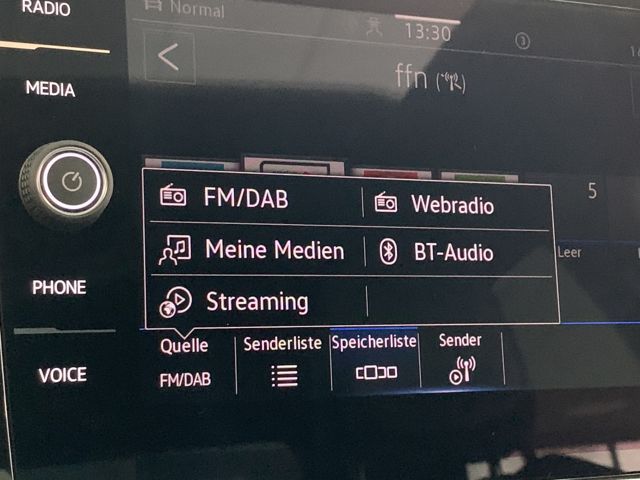 RADIO
Normal
13:30
3
MEDIA
ffn
FM/DAB
Webradio
5
Meine Medien
BT-Audio
Leer
PHONE
Streaming
Quelle
Senderliste
Speicherliste
Sender
VOICE
FM/DAB